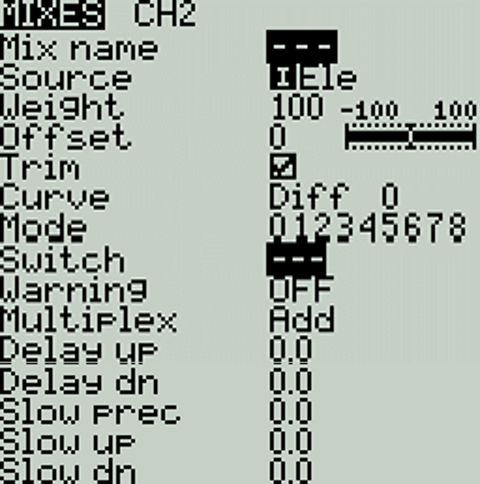 MIXES CH2
Mix name ---
Source IEle
Weight 100 -100 100
Offset 0
Trim
Curve Diff 0
Mode 012345678
Switch ---
Warning OFF
Multiplex Add
Delay up 0.0
Delay dn 0.0
Slow prec 0.0
Slow up 0.0
Slow dn 0.0